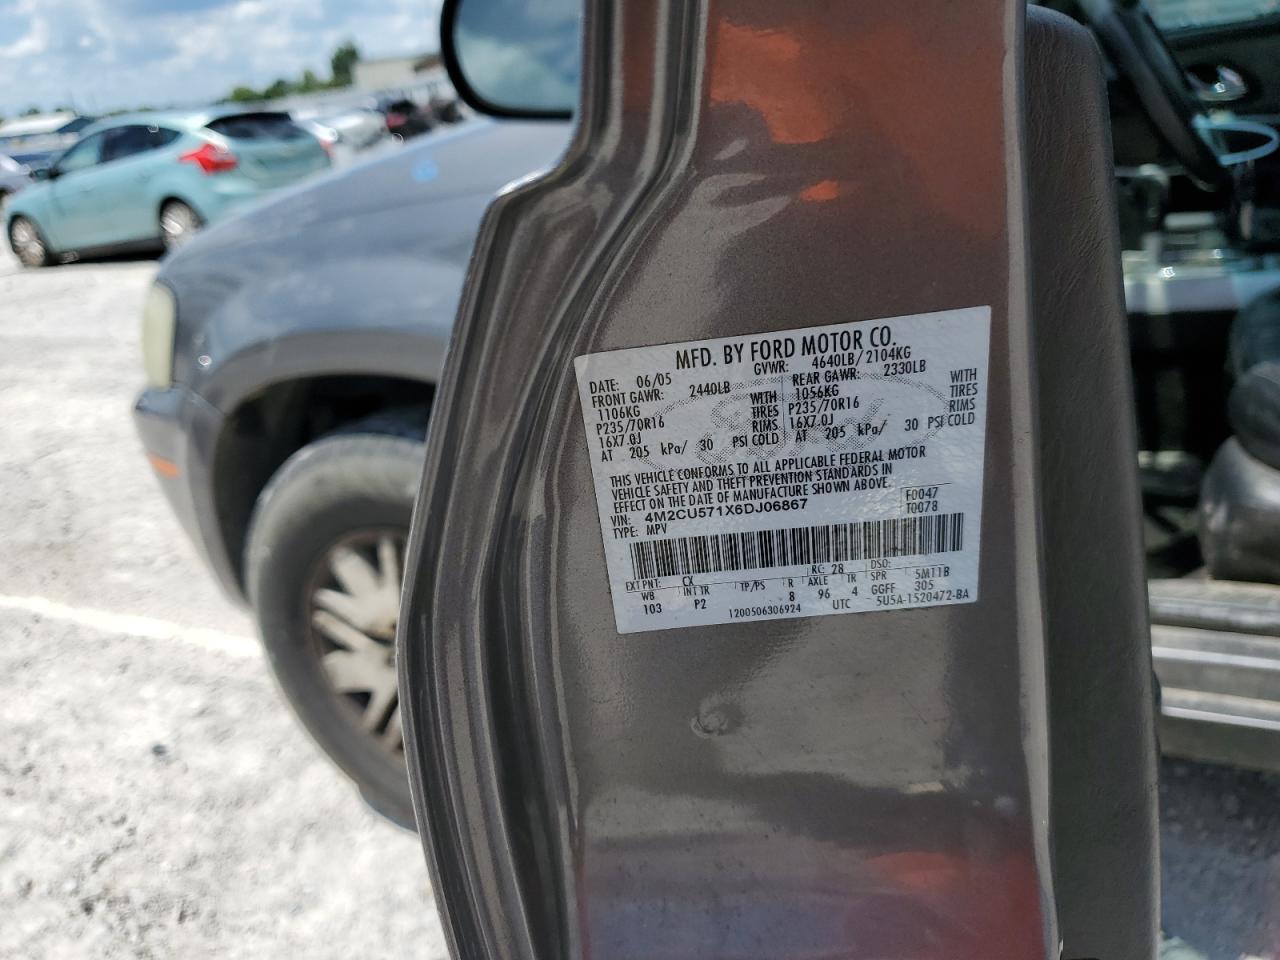 MFD. BY FORD MOTOR CO.
DATE: 06/05 GVWR: 4640LB/2104KG
FRONT GAWR: 2440LB REAR GAWR: 2330LB
1106KG WITH 1056KG WITH
P235/70R16 TIRES P235/70R16 TIRES
16X7.0J RIMS 16X7.0J RIMS
AT 205 kPa/ 30 PSI COLD AT 205 kPa/ 30 PSI COLD
THIS VEHICLE CONFORMS TO ALL APPLICABLE FEDERAL MOTOR
VEHICLE SAFETY AND THEFT PREVENTION STANDARDS IN
EFFECT ON THE DATE OF MANUFACTURE SHOWN ABOVE.
VIN: 4M2CU571X6DJ06867 F0047
TYPE: MPV T0078
EXT PNT: CX RC: 28 DSO:
WB INT TR TP/PS R AXLE TR SPR 5M11B
103 P2 8 96 4 GGFF 305
1200506306924 UTC 5U5A-1520472-BA